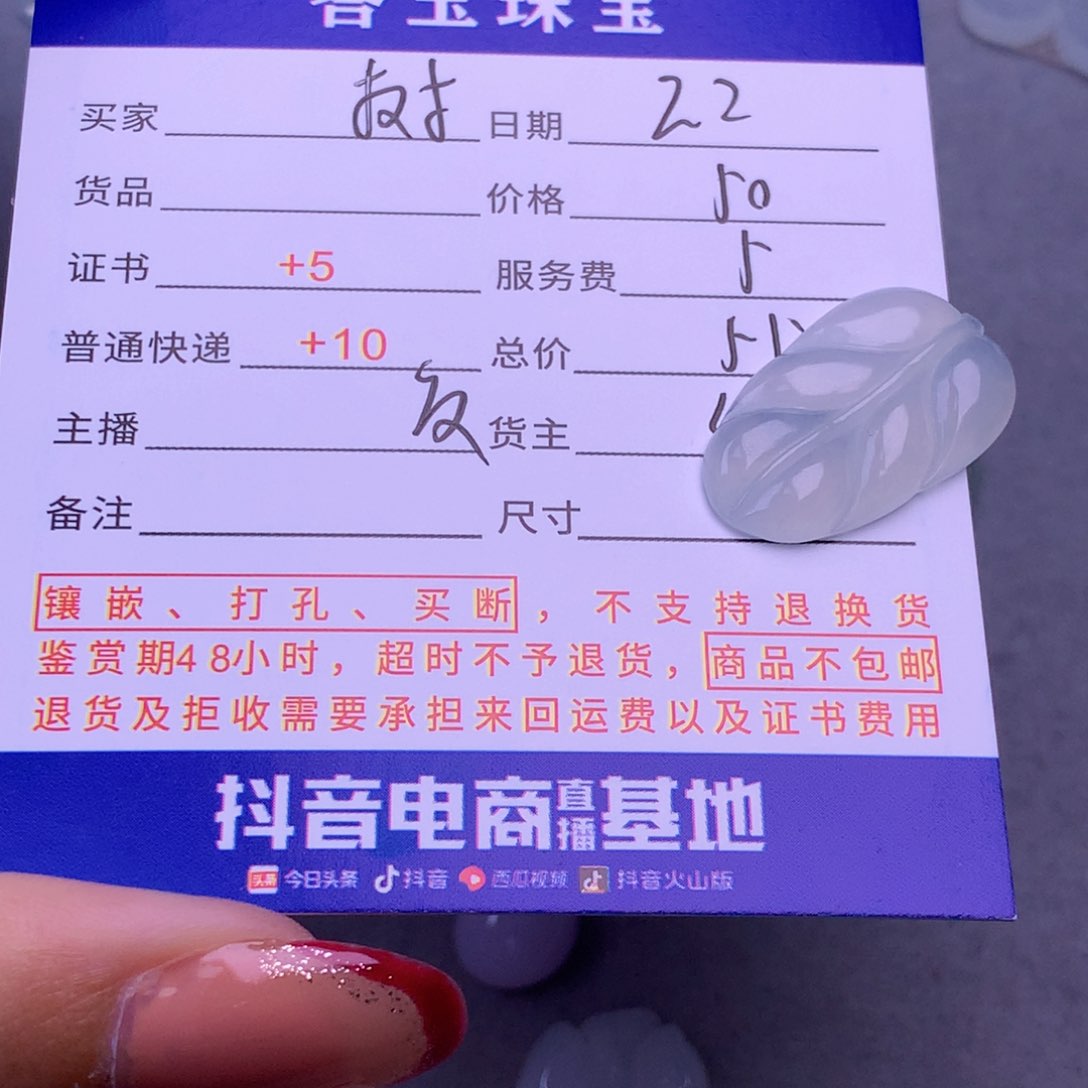 玉珠宝
买家 树 日期 22
货品 价格 50
证书 +5 服务费 5
普通快递 +10 总价
主播 货主
备注 尺寸
镶嵌、打孔、买断，不支持退换货
鉴赏期48小时，超时不予退货，商品不包邮
退货及拒收需要承担来回运费以及证书费用
抖音电商直播基地
头条 今日头条 抖音 西瓜视频 抖音火山版